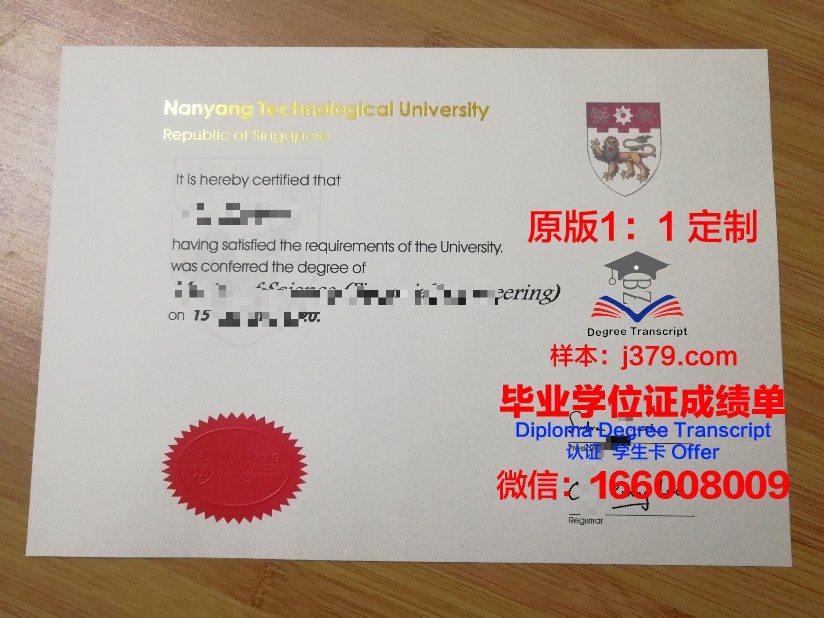 Nanyang Technological University
Republic of Singapore
It is hereby certified that
having satisfied the requirements of the University,
was conferred the degree of
on 15
原版1：1 定制
Degree Transcript
样本：j379.com
毕业学位证成绩单
Diploma Degree Transcript
认证 学生卡 Offer
微信：166008009
Registrar